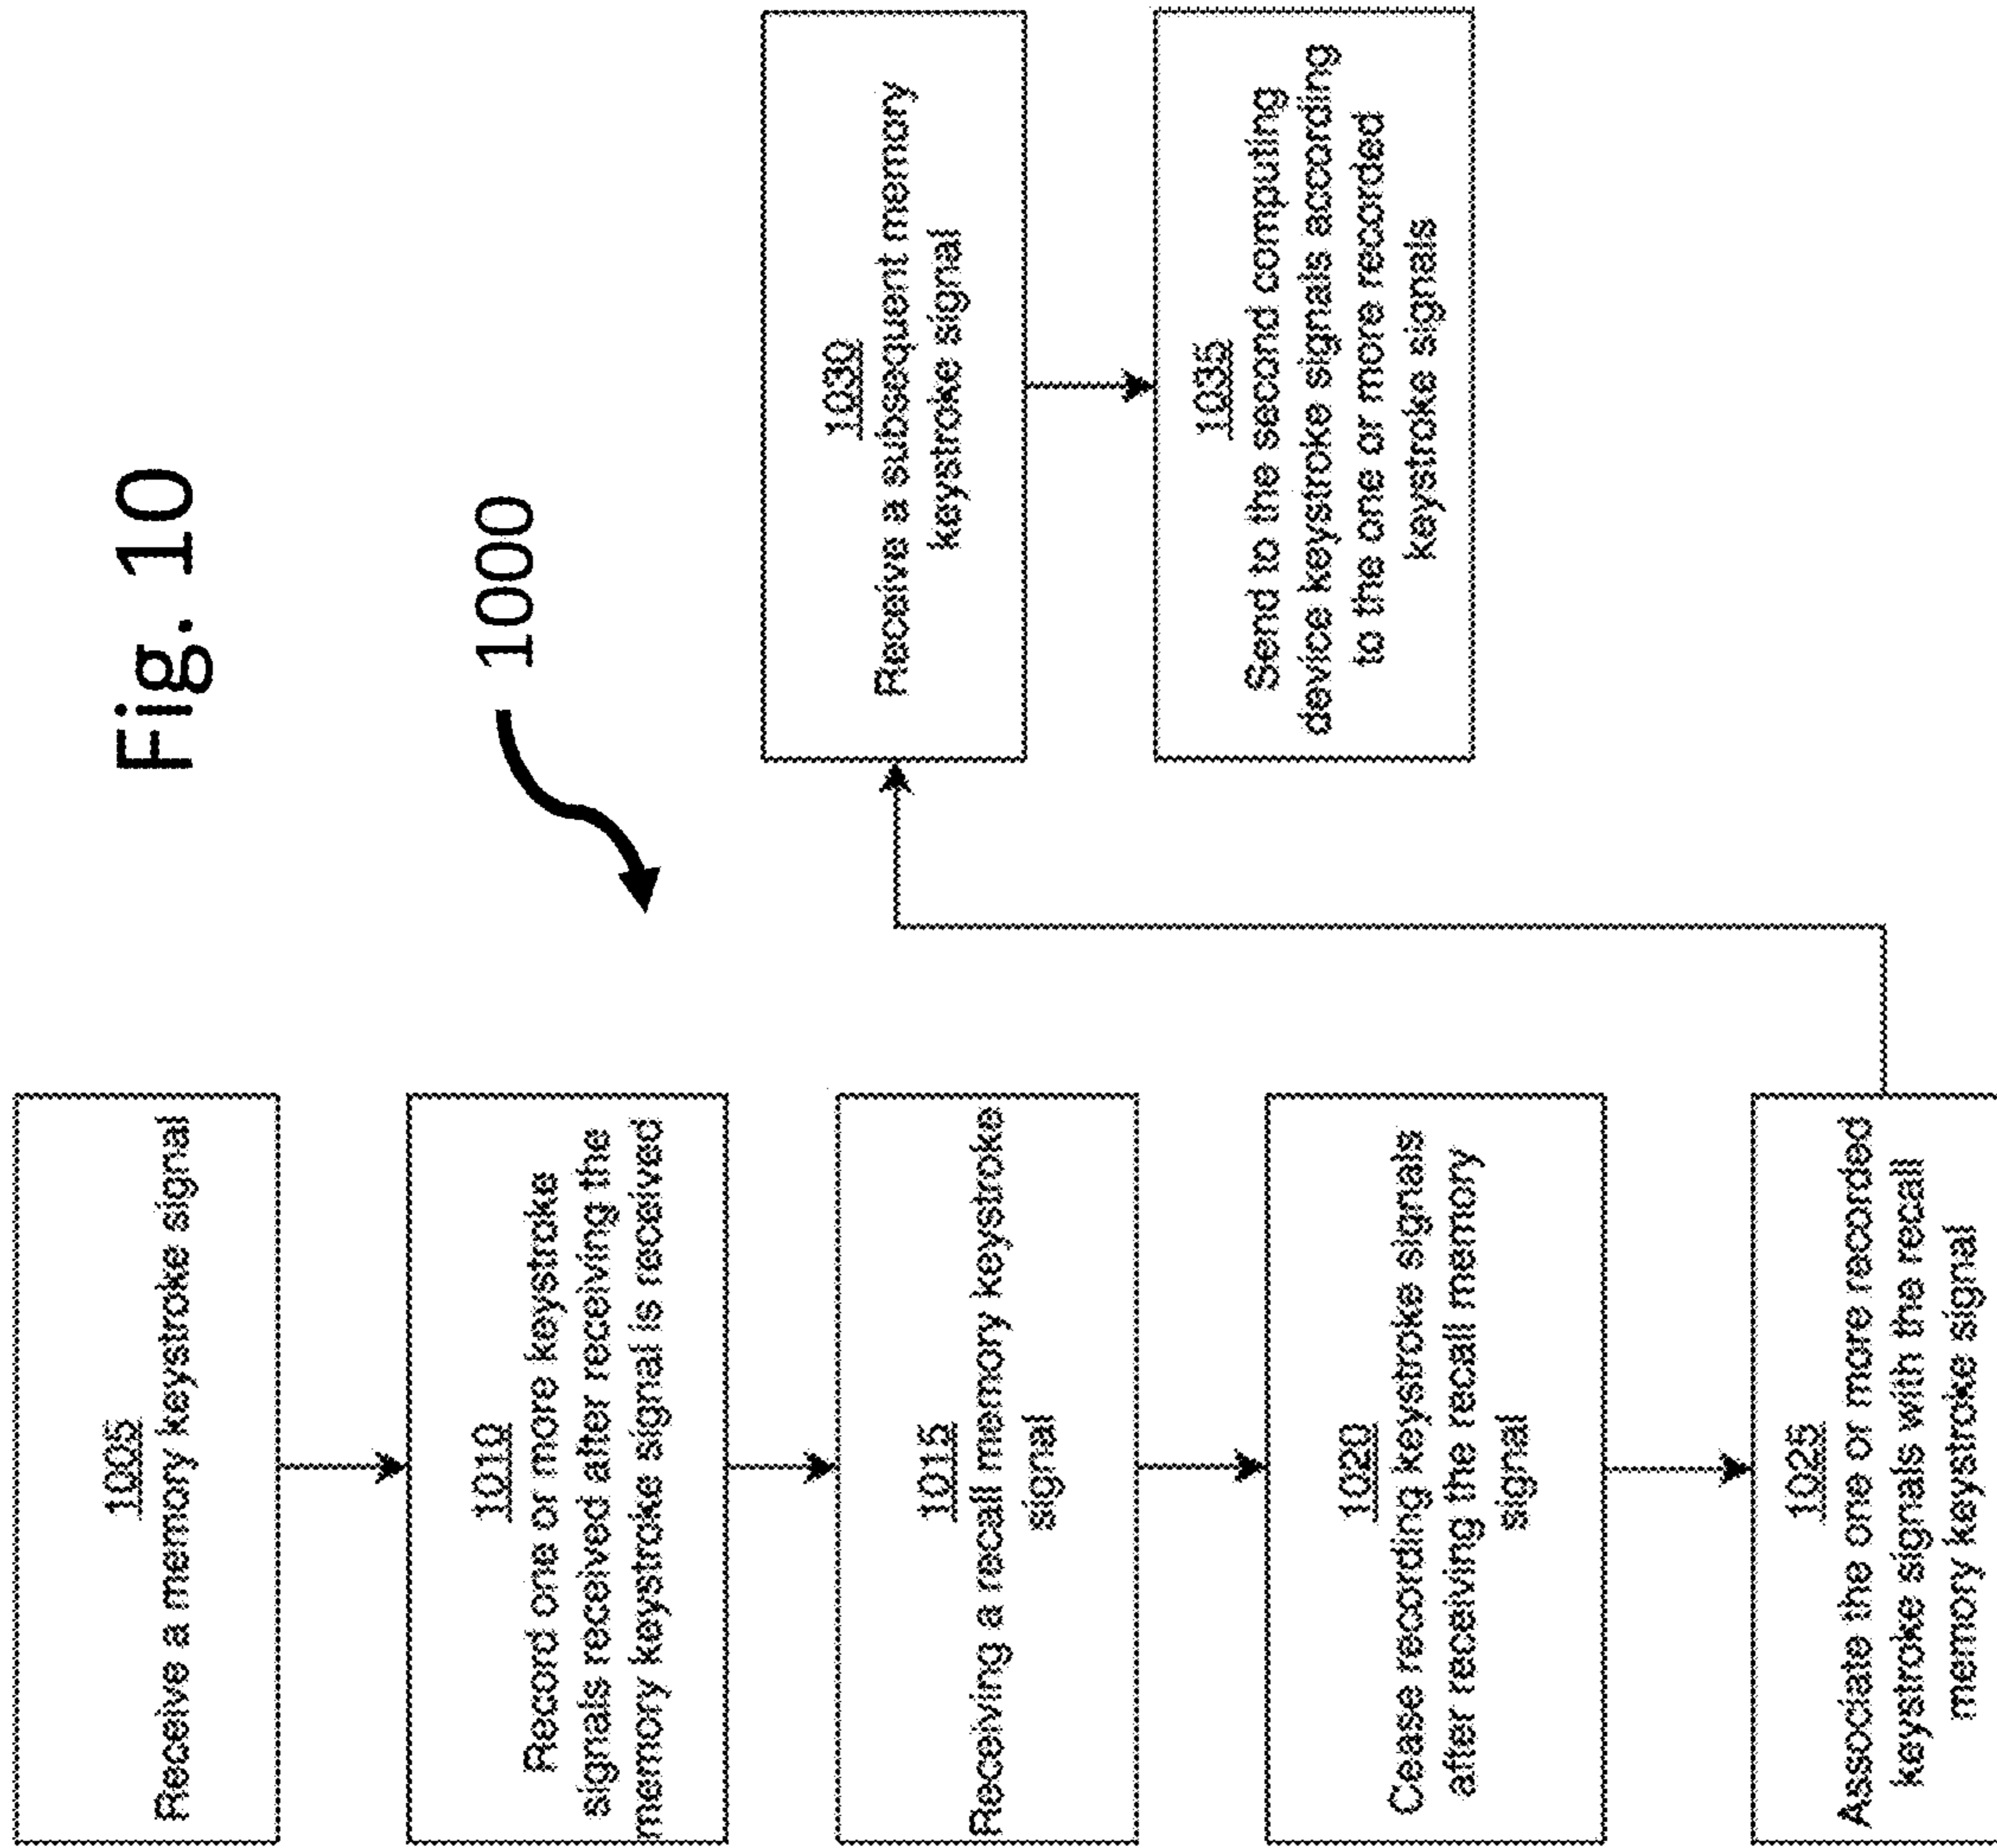 Fig. 10
1000
1005
Receive a memory keystroke signal
1010
Record one or more keystroke
signals received after receiving the
memory keystroke signal is received
1015
Receiving a recall memory keystroke
signal
1020
Cease recording keystroke signals
after receiving the recall memory
signal
1025
Associate the one or more recorded
keystroke signals with the recall
memory keystroke signal
1030
Receive a subsequent memory
keystroke signal
1035
Send to the second computing
device keystroke signals according
to the one or more recorded
keystroke signals